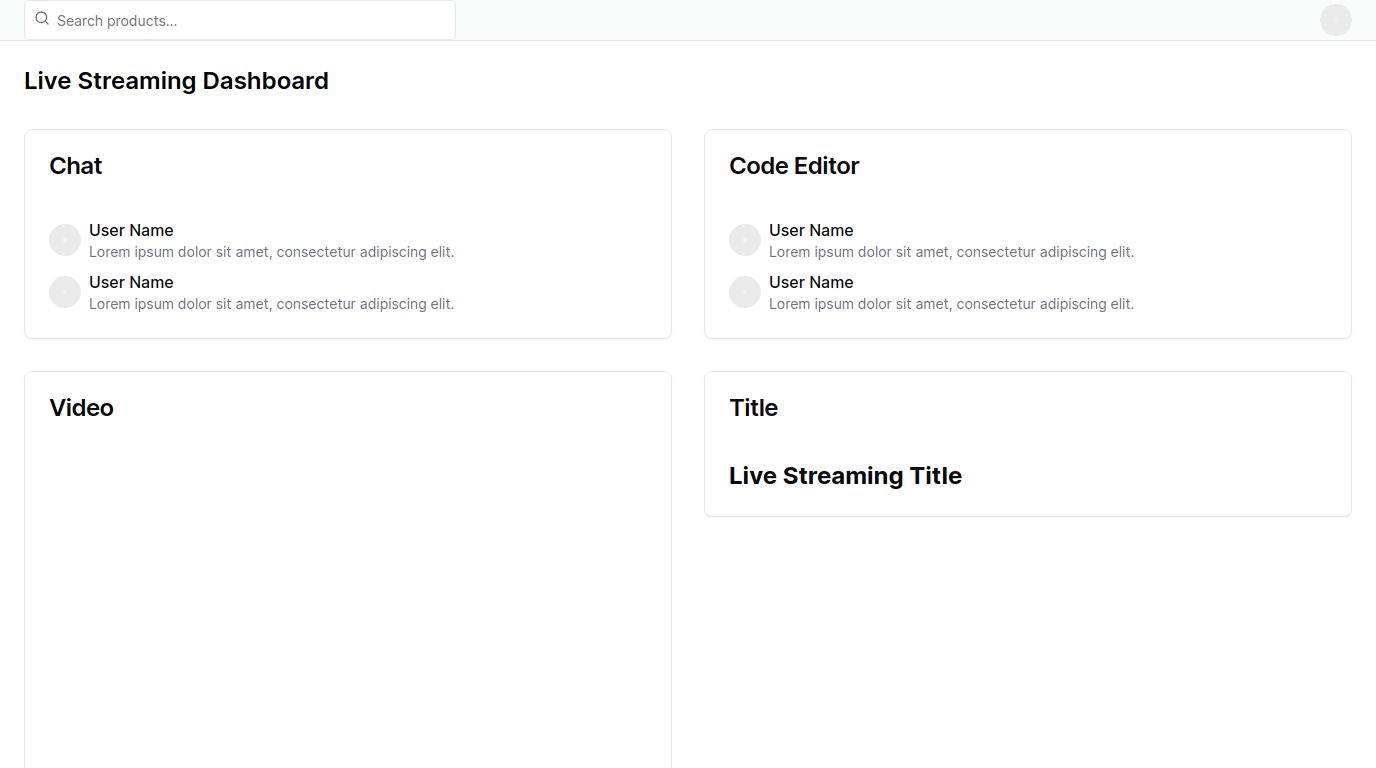 Search products...
Live Streaming Dashboard
Chat
User Name
Lorem ipsum dolor sit amet, consectetur adipiscing elit.
User Name
Lorem ipsum dolor sit amet, consectetur adipiscing elit.
Code Editor
User Name
Lorem ipsum dolor sit amet, consectetur adipiscing elit.
User Name
Lorem ipsum dolor sit amet, consectetur adipiscing elit.
Video
Title
Live Streaming Title